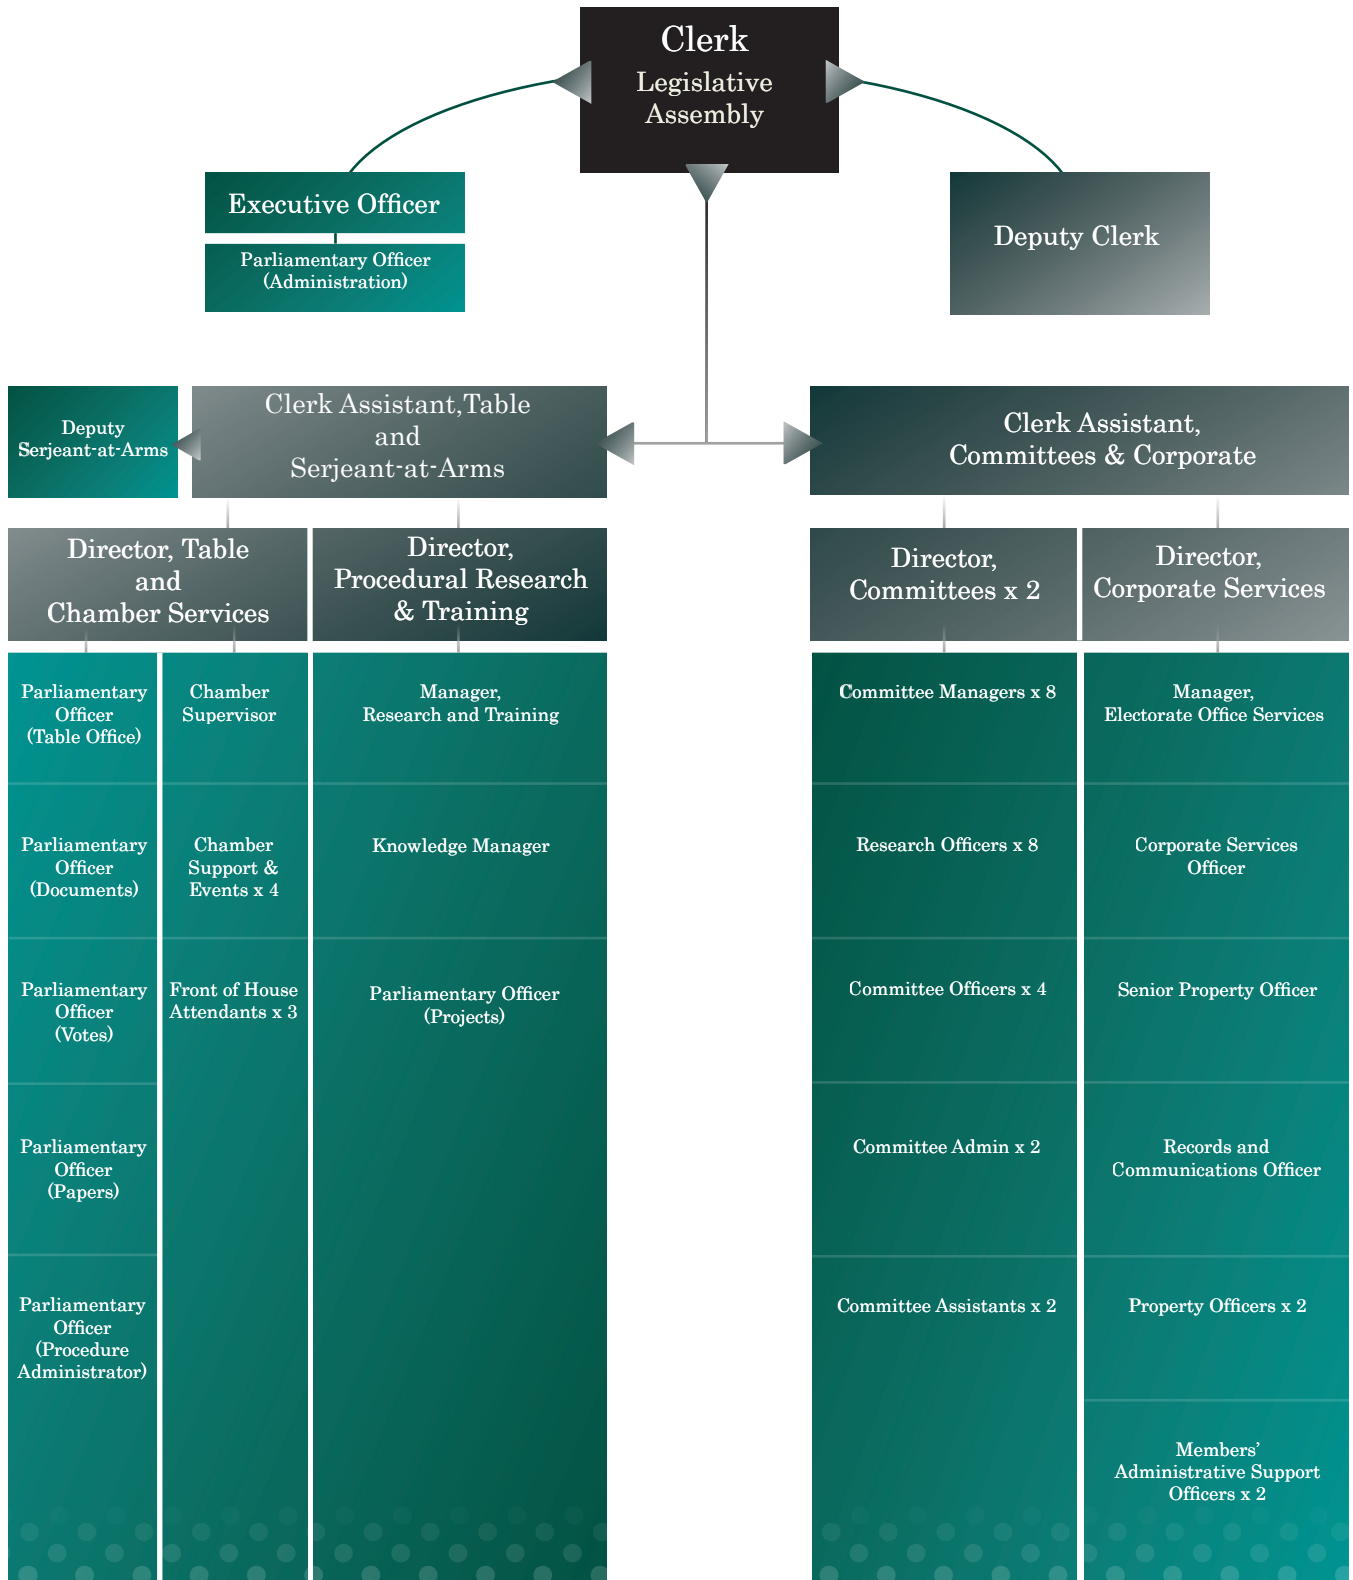 Clerk
Legislative
Assembly
Executive Officer
Parliamentary Officer
(Administration)
Deputy Clerk
Deputy
Serjeant-at-Arms
Clerk Assistant,Table
and
Serjeant-at-Arms
Clerk Assistant,
Committees & Corporate
Director, Table
and
Chamber Services
Director,
Procedural Research
& Training
Director,
Committees x 2
Director,
Corporate Services
Parliamentary
Officer
(Table Office)
Parliamentary
Officer
(Documents)
Parliamentary
Officer
(Votes)
Parliamentary
Officer
(Papers)
Parliamentary
Officer
(Procedure
Administrator)
Chamber
Supervisor
Chamber
Support &
Events x 4
Front of House
Attendants x 3
Manager,
Research and Training
Knowledge Manager
Parliamentary Officer
(Projects)
Committee Managers x 8
Research Officers x 8
Committee Officers x 4
Committee Admin x 2
Committee Assistants x 2
Manager,
Electorate Office Services
Corporate Services
Officer
Senior Property Officer
Records and
Communications Officer
Property Officers x 2
Members’
Administrative Support
Officers x 2